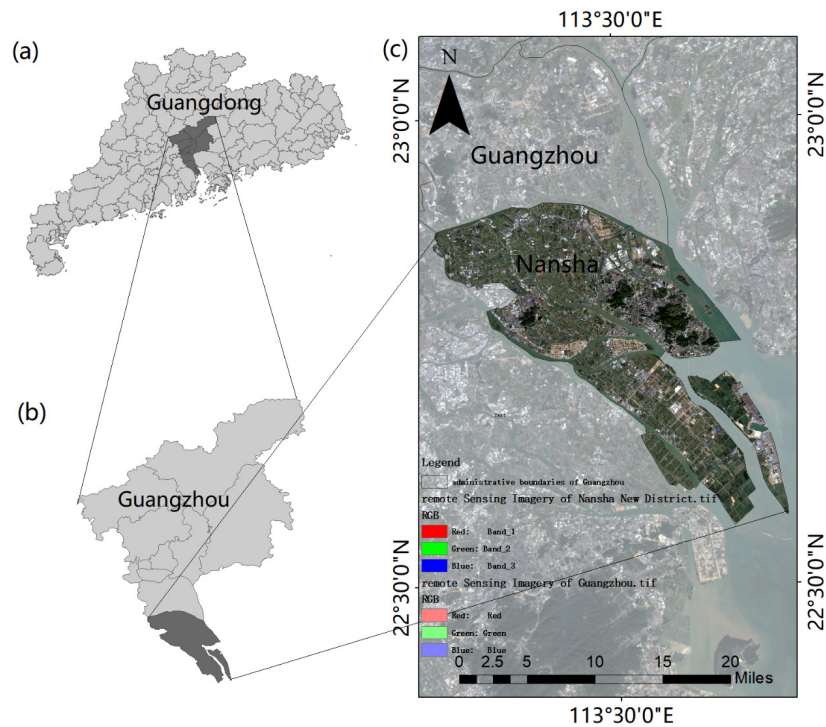 (a)
Guangdong
(b)
Guangzhou
(c)
113°30'0"E
N
23°0'0"N
23°0'0"N
Guangzhou
Nansha
Legend
administrative boundaries of Guangzhou
remote Sensing Imagery of Nansha New District.tif
RGB
Red: Band_1
Green: Band_2
Blue: Band_3
remote Sensing Imagery of Guangzhou.tif
RGB
Red: Red
Green: Green
Blue: Blue
22°30'0"N
22°30'0"N
0 2.5 5 10 15 20
Miles
113°30'0"E